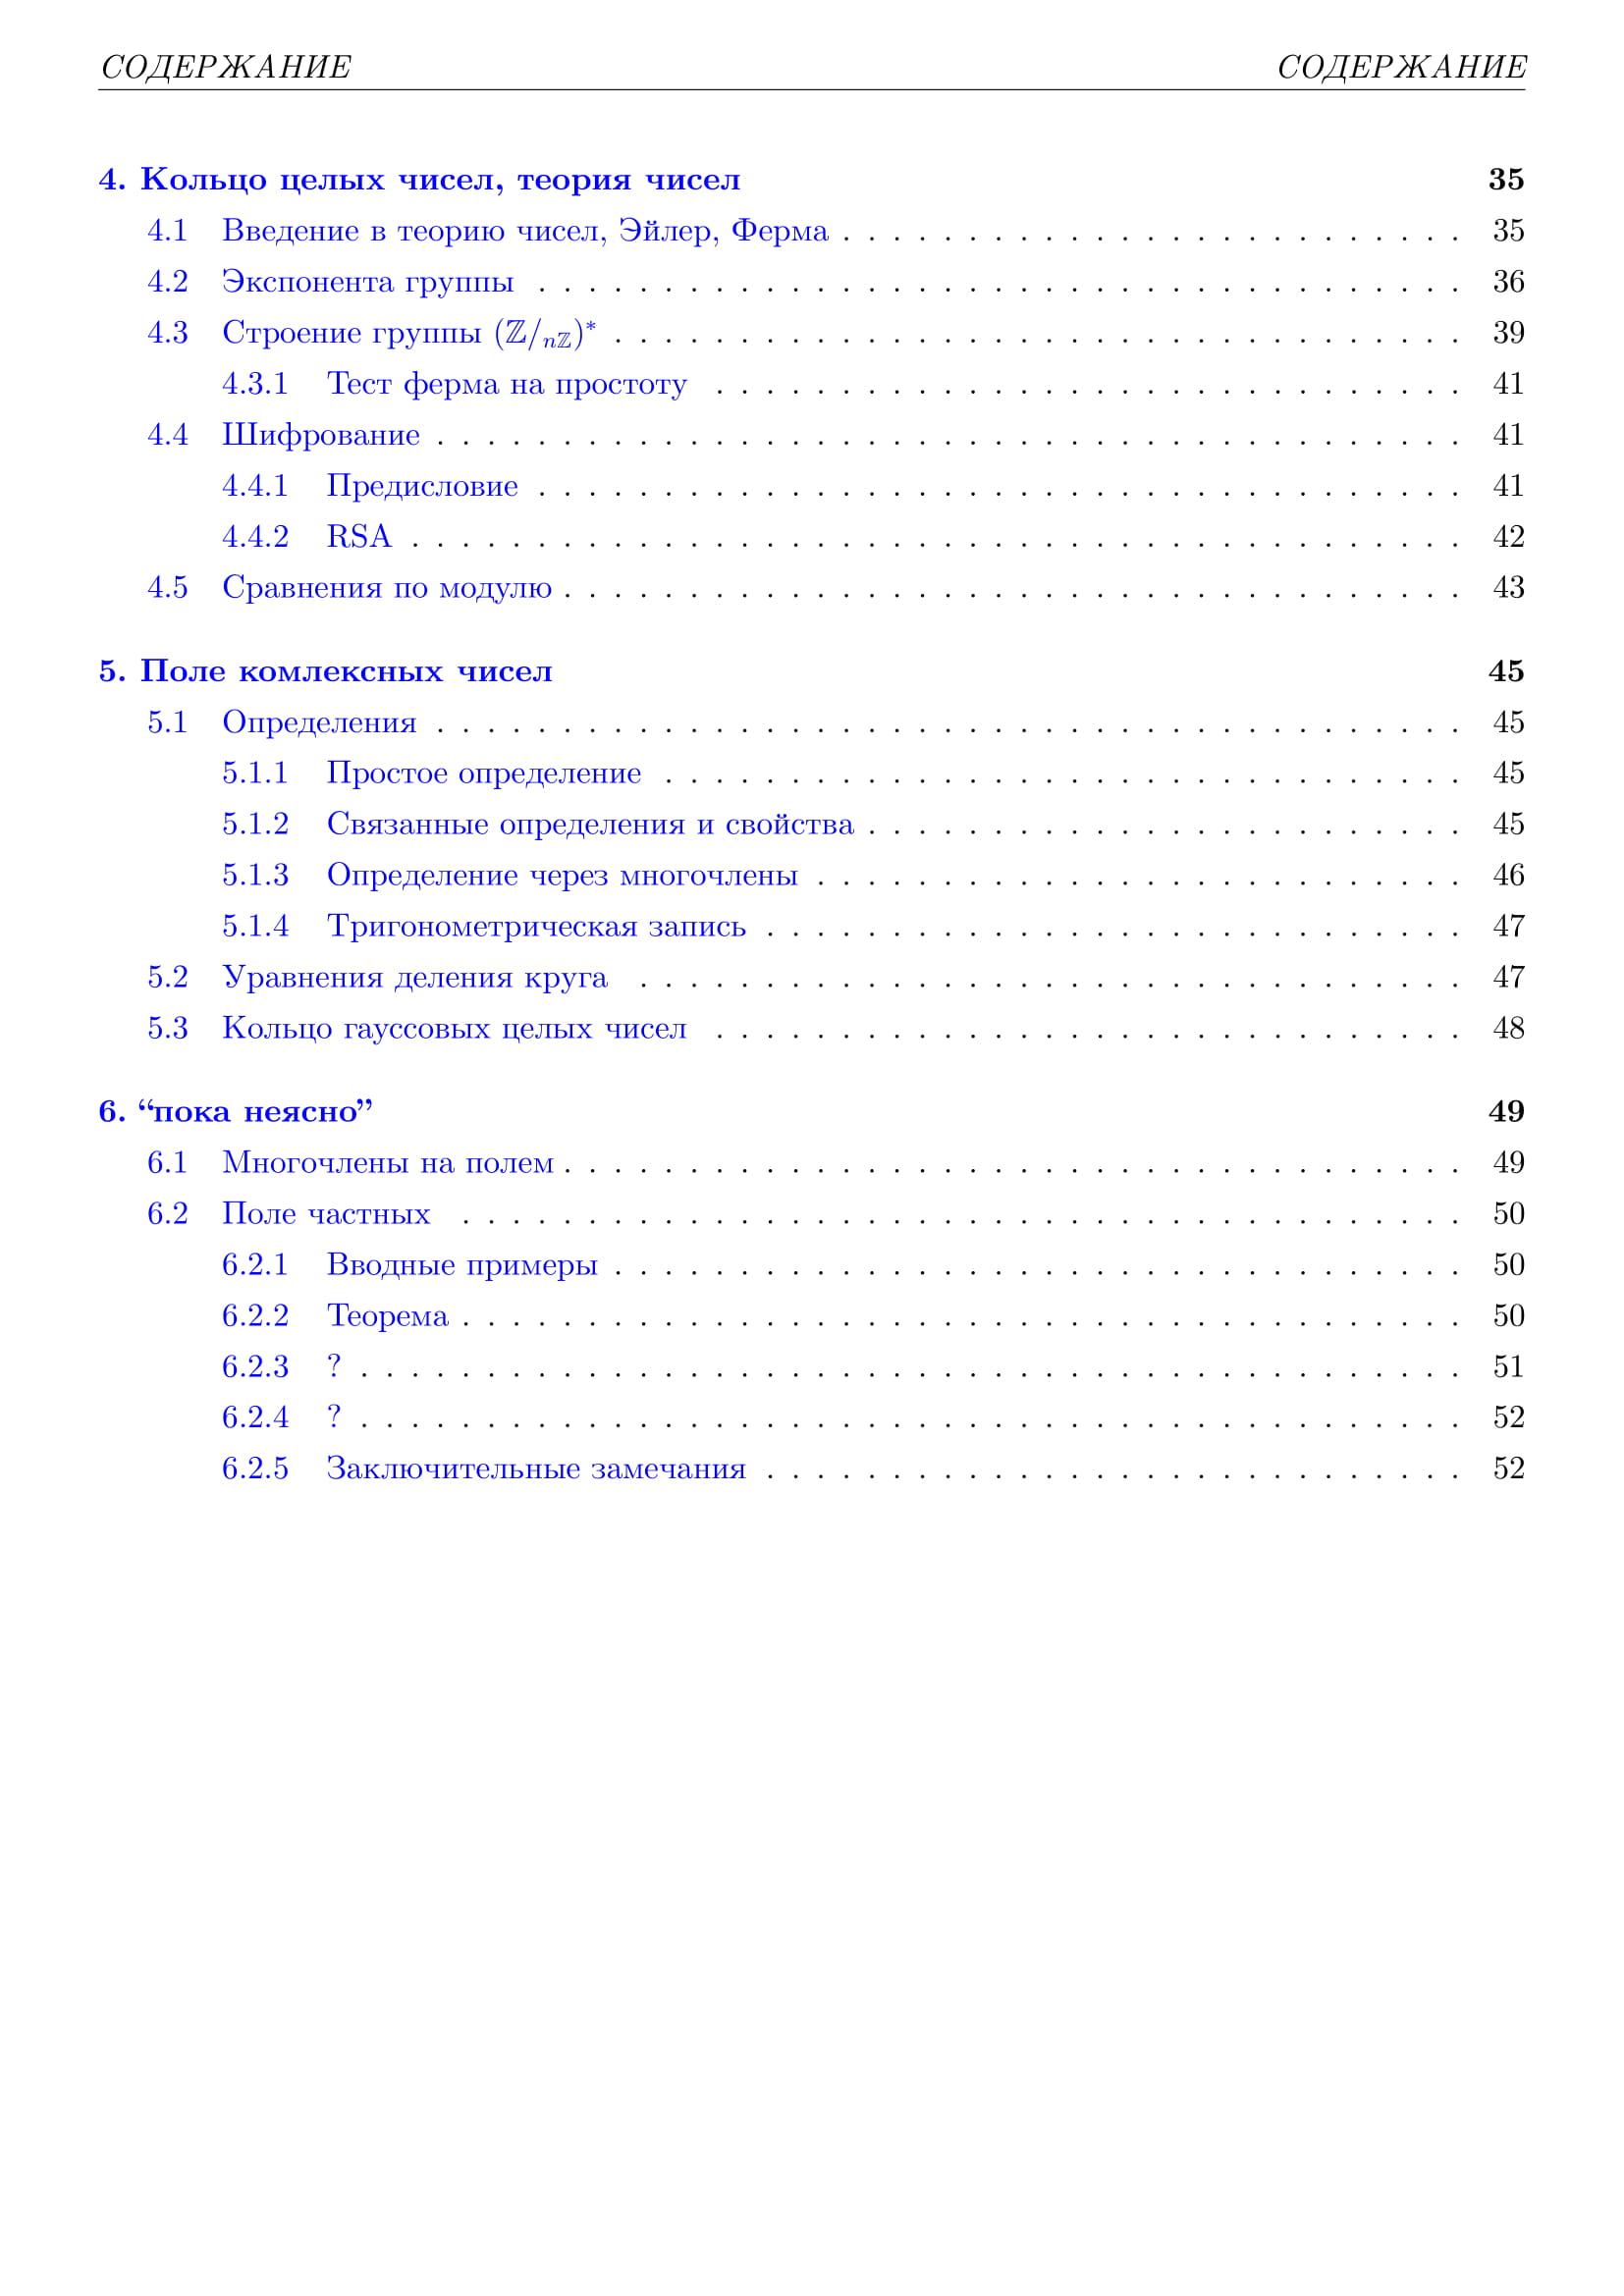 СОДЕРЖАНИЕ СОДЕРЖАНИЕ
4. Кольцо целых чисел, теория чисел 35
4.1 Введение в теорию чисел, Эйлер, Ферма . . . . . . . . . . . . . . . . . . . . . . . . . 35
4.2 Экспонента группы . . . . . . . . . . . . . . . . . . . . . . . . . . . . . . . . . . . . . 36
4.3 Строение группы (ℤ/ₙℤ)* . . . . . . . . . . . . . . . . . . . . . . . . . . . . . . . . . . 39
4.3.1 Тест ферма на простоту . . . . . . . . . . . . . . . . . . . . . . . . . . . . . . 41
4.4 Шифрование . . . . . . . . . . . . . . . . . . . . . . . . . . . . . . . . . . . . . . . . . 41
4.4.1 Предисловие . . . . . . . . . . . . . . . . . . . . . . . . . . . . . . . . . . . . . 41
4.4.2 RSA . . . . . . . . . . . . . . . . . . . . . . . . . . . . . . . . . . . . . . . . . . 42
4.5 Сравнения по модулю . . . . . . . . . . . . . . . . . . . . . . . . . . . . . . . . . . . . 43
5. Поле комлексных чисел 45
5.1 Определения . . . . . . . . . . . . . . . . . . . . . . . . . . . . . . . . . . . . . . . . . 45
5.1.1 Простое определение . . . . . . . . . . . . . . . . . . . . . . . . . . . . . . . . 45
5.1.2 Связанные определения и свойства . . . . . . . . . . . . . . . . . . . . . . . . 45
5.1.3 Определение через многочлены . . . . . . . . . . . . . . . . . . . . . . . . . . 46
5.1.4 Тригонометрическая запись . . . . . . . . . . . . . . . . . . . . . . . . . . . . 47
5.2 Уравнения деления круга . . . . . . . . . . . . . . . . . . . . . . . . . . . . . . . . . 47
5.3 Кольцо гауссовых целых чисел . . . . . . . . . . . . . . . . . . . . . . . . . . . . . . 48
6. “пока неясно” 49
6.1 Многочлены на полем . . . . . . . . . . . . . . . . . . . . . . . . . . . . . . . . . . . . 49
6.2 Поле частных . . . . . . . . . . . . . . . . . . . . . . . . . . . . . . . . . . . . . . . . 50
6.2.1 Вводные примеры . . . . . . . . . . . . . . . . . . . . . . . . . . . . . . . . . . 50
6.2.2 Теорема . . . . . . . . . . . . . . . . . . . . . . . . . . . . . . . . . . . . . . . . 50
6.2.3 ? . . . . . . . . . . . . . . . . . . . . . . . . . . . . . . . . . . . . . . . . . . . . 51
6.2.4 ? . . . . . . . . . . . . . . . . . . . . . . . . . . . . . . . . . . . . . . . . . . . . 52
6.2.5 Заключительные замечания . . . . . . . . . . . . . . . . . . . . . . . . . . . . 52